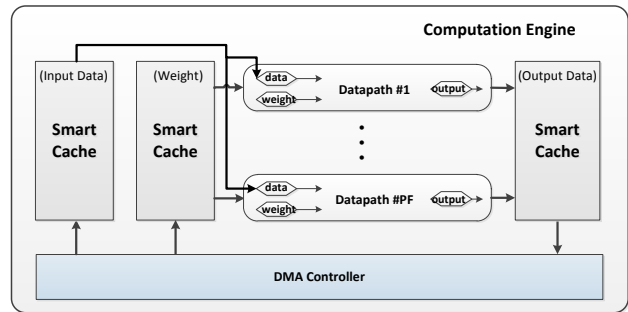 Computation Engine
(Input Data)
Smart
Cache
(Weight)
Smart
Cache
data
weight
Datapath #1
output
data
weight
Datapath #PF
output
(Output Data)
Smart
Cache
DMA Controller